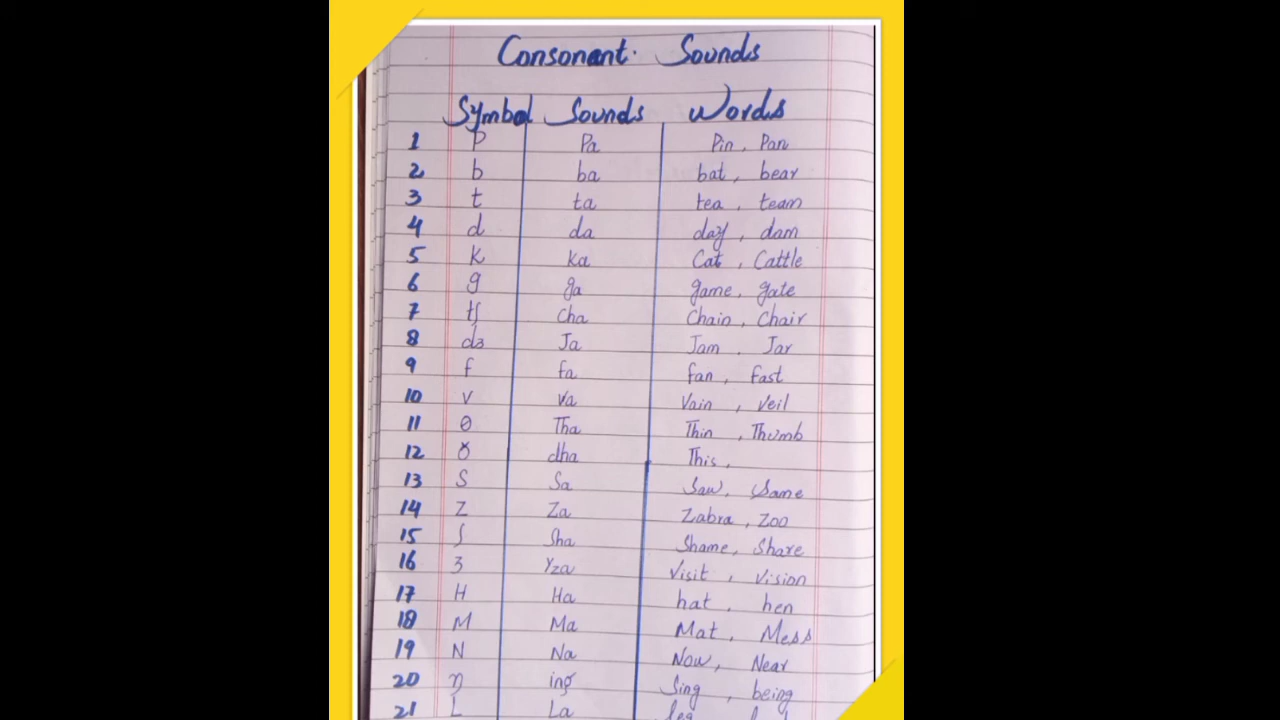 Consonant Sounds
Symbol Sounds Words
1 p Pa Pin, Pan
2 b ba bat, bear
3 t ta tea, team
4 d da day, dam
5 k ka Cat, Cattle
6 g ga game, gate
7 tʃ Cha Chain, Chair
8 dʒ Ja Jam, Jar
9 f fa fan, Fast
10 v va Vain, Veil
11 θ Tha Thin, Thumb
12 ð dha This,
13 S Sa Saw, Same
14 Z Za Zabra, Zoo
15 ʃ Sha Shame, Share
16 ʒ Yza Visit, Vision
17 H Ha hat, hen
18 M Ma Mat, Mess
19 N Na Now, Near
20 ŋ ing Sing, being
21 L La